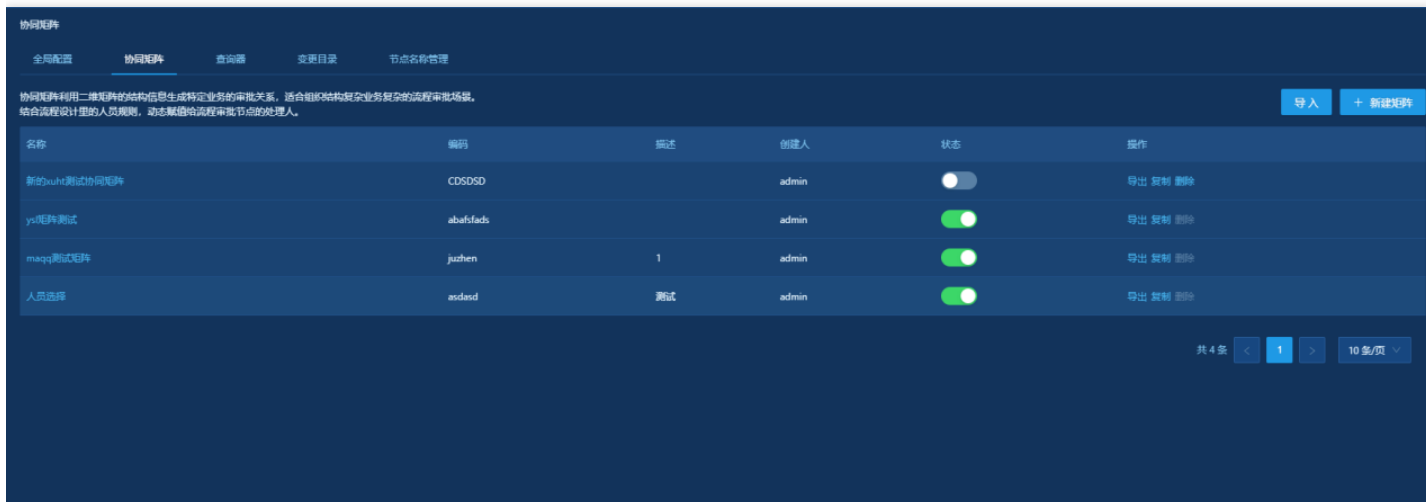 协同矩阵
全局配置 协同矩阵 查询器 变更目录 节点名称管理
协同矩阵利用二维矩阵的结构信息生成特定业务的审批关系，适合组织结构复杂业务复杂的流程审批场景。
结合流程设计里的人员规则，动态赋值给流程审批节点的处理人。
导入 + 新建矩阵
名称 编码 描述 创建人 状态 操作
新的xuht测试协同矩阵 CDSDSD admin 导出 复制 删除
ysf矩阵测试 abafsfads admin 导出 复制 删除
maqq测试矩阵 juzhen 1 admin 导出 复制 删除
人员选择 asdasd 测试 admin 导出 复制 删除
共 4 条 < 1 > 10 条/页